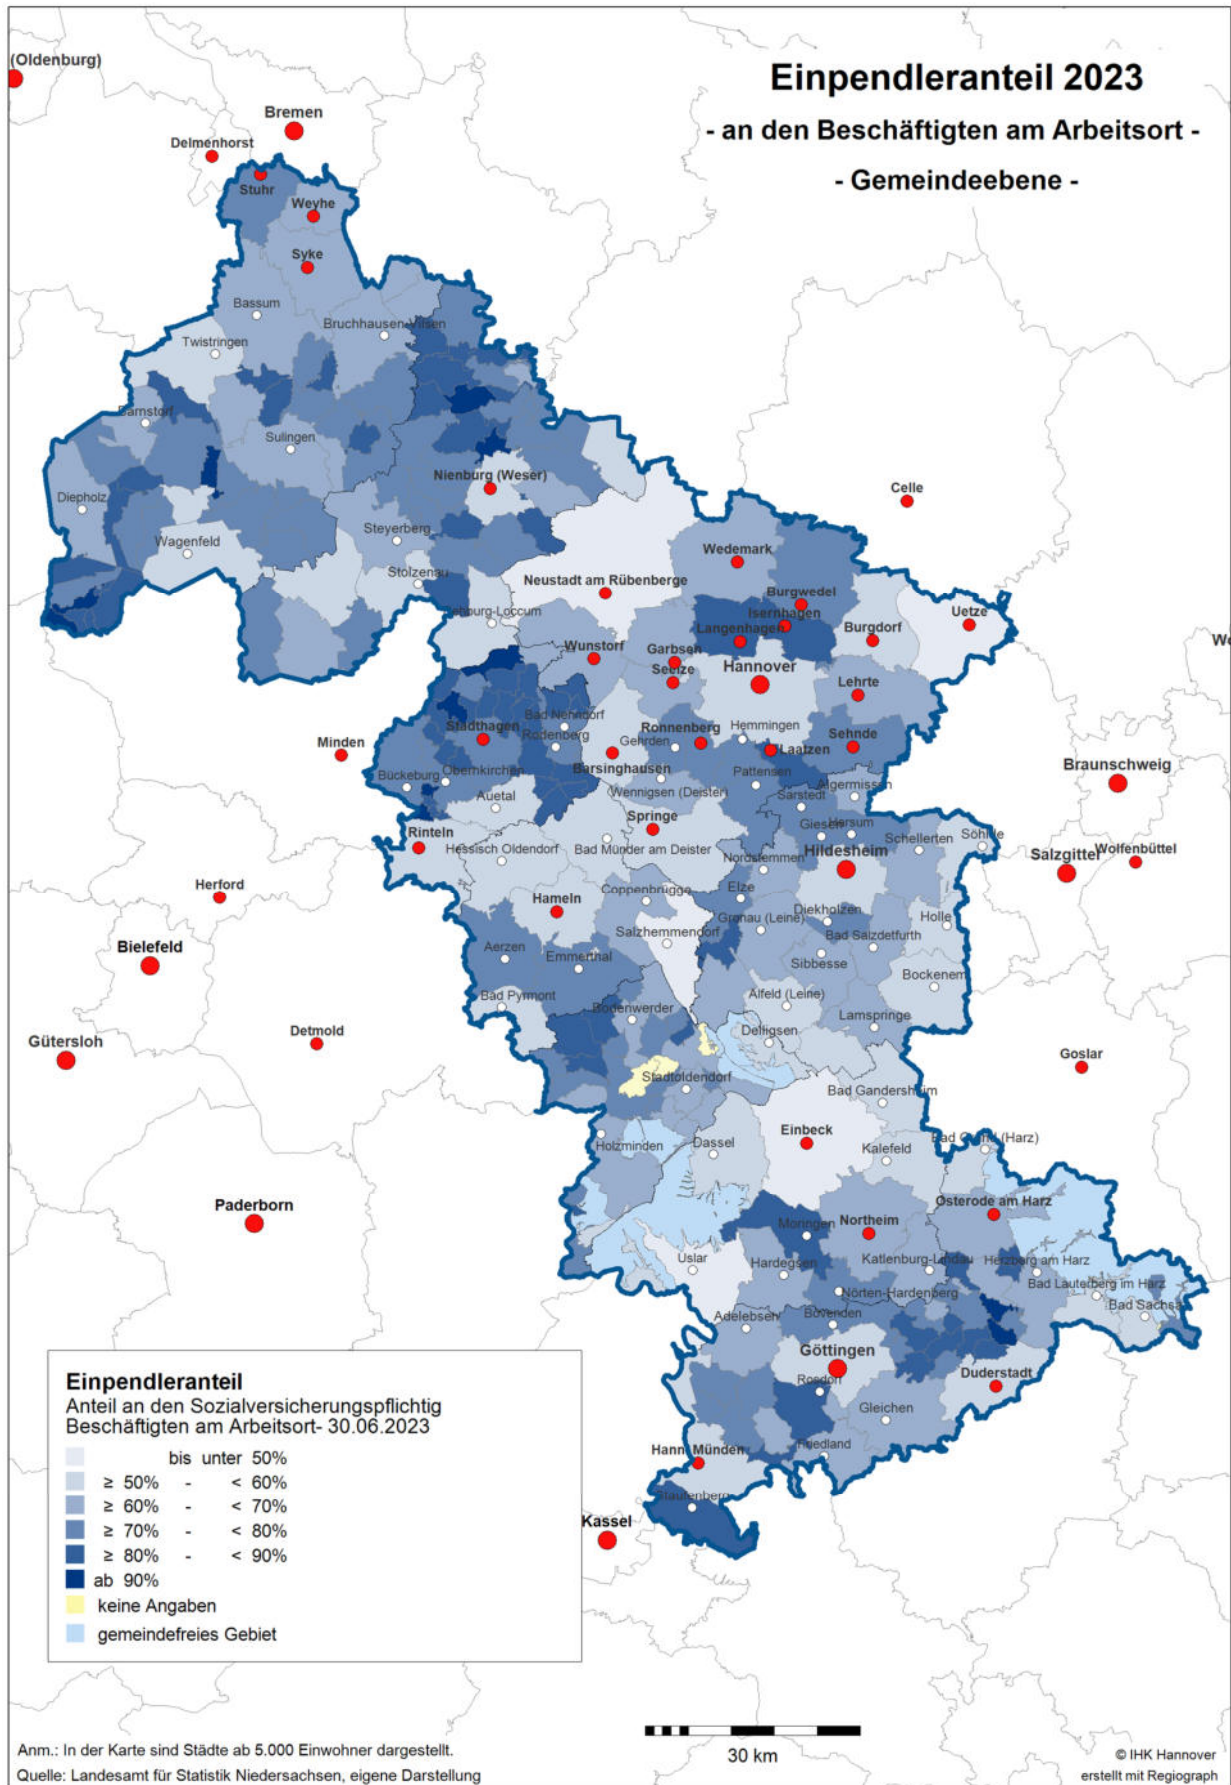 Einpendleranteil 2023
- an den Beschäftigten am Arbeitsort -
- Gemeindeebene -
(Oldenburg)
Bremen
Delmenhorst
Stuhr
Weyhe
Syke
Bassum
Bruchhausen-Vilsen
Twistringen
Barnstorf
Sulingen
Nienburg (Weser)
Celle
Diepholz
Steyerberg
Wagenfeld
Wedemark
Stolzenau
Neustadt am Rübenberge
Burgwedel
Isernhagen
Uetze
Rehburg-Loccum
Langenhagen
Burgdorf
Wunstorf
Garbsen
Seelze
Hannover
Lehrte
Bad Nenndorf
Stadthagen
Rodenberg
Gehrden
Ronnenberg
Hemmingen
Sehnde
Laatzen
Minden
Barsinghausen
Braunschweig
Bückeburg
Obernkirchen
Wennigsen (Deister)
Pattensen
Algermissen
Auetal
Sarstedt
Springe
Giesen
Harsum
Rinteln
Hessisch Oldendorf
Bad Münder am Deister
Schellerten
Söhlde
Nordstemmen
Hildesheim
Salzgitter
Wolfenbüttel
Herford
Hameln
Coppenbrügge
Elze
Gronau (Leine)
Diekholzen
Holle
Salzhemmendorf
Bad Salzdetfurth
Bielefeld
Aerzen
Emmerthal
Sibbesse
Bockenem
Bad Pyrmont
Bodenwerder
Alfeld (Leine)
Lamspringe
Detmold
Gütersloh
Delligsen
Goslar
Stadtoldendorf
Bad Gandersheim
Holzminden
Dassel
Einbeck
Kalefeld
Bad Grund (Harz)
Paderborn
Osterode am Harz
Moringen
Northeim
Uslar
Hardegsen
Katlenburg-Lindau
Herzberg am Harz
Bad Lauterberg im Harz
Nörten-Hardenberg
Bad Sachsa
Adelebsen
Bovenden
Göttingen
Rosdorf
Duderstadt
Gleichen
Hann. Münden
Friedland
Staufenberg
Kassel
Einpendleranteil
Anteil an den Sozialversicherungspflichtig
Beschäftigten am Arbeitsort- 30.06.2023
bis unter 50%
≥ 50% - < 60%
≥ 60% - < 70%
≥ 70% - < 80%
≥ 80% - < 90%
ab 90%
keine Angaben
gemeindefreies Gebiet
30 km
Anm.: In der Karte sind Städte ab 5.000 Einwohner dargestellt.
Quelle: Landesamt für Statistik Niedersachsen, eigene Darstellung
© IHK Hannover
erstellt mit Regiograph